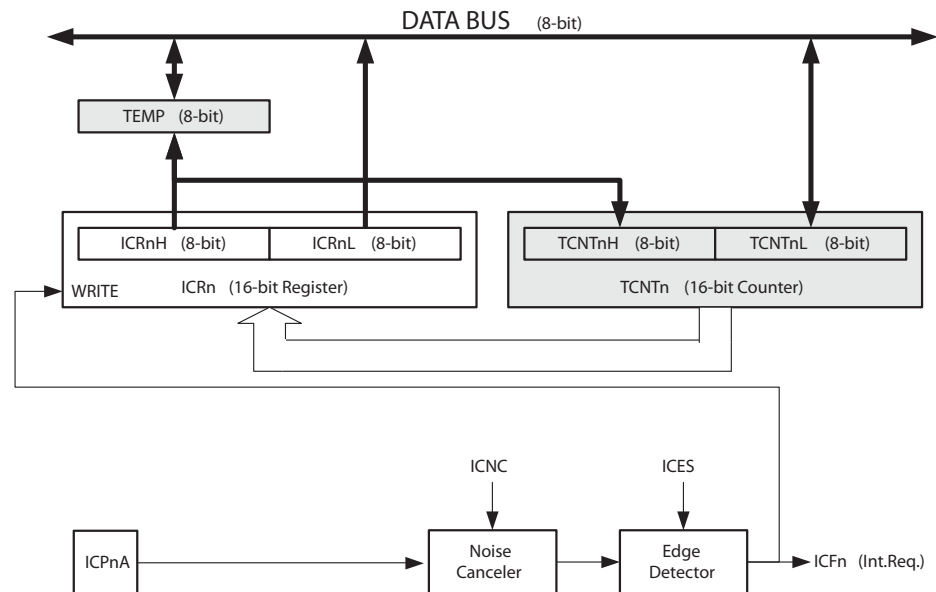 DATA BUS (8-bit)
TEMP (8-bit)
ICRnH (8-bit) ICRnL (8-bit)
TCNTnH (8-bit) TCNTnL (8-bit)
WRITE ICRn (16-bit Register)
TCNTn (16-bit Counter)
ICNC ICES
ICPnA
Noise
Canceler
Edge
Detector
ICFn (Int.Req.)